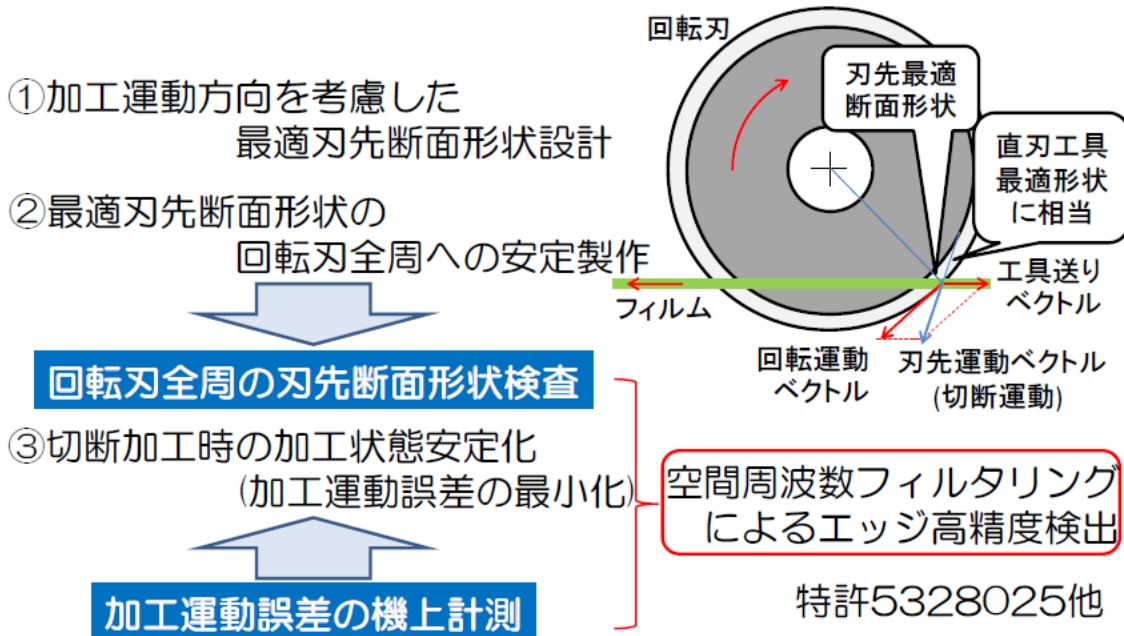 ①加工運動方向を考慮した
最適刃先断面形状設計
②最適刃先断面形状の
回転刃全周への安定製作
回転刃全周の刃先断面形状検査
③切断加工時の加工状態安定化
(加工運動誤差の最小化)
加工運動誤差の機上計測
回転刃
刃先最適
断面形状
直刃工具
最適形状
に相当
工具送り
ベクトル
フィルム
回転運動
ベクトル
刃先運動ベクトル
(切断運動)
空間周波数フィルタリング
によるエッジ高精度検出
特許5328025他